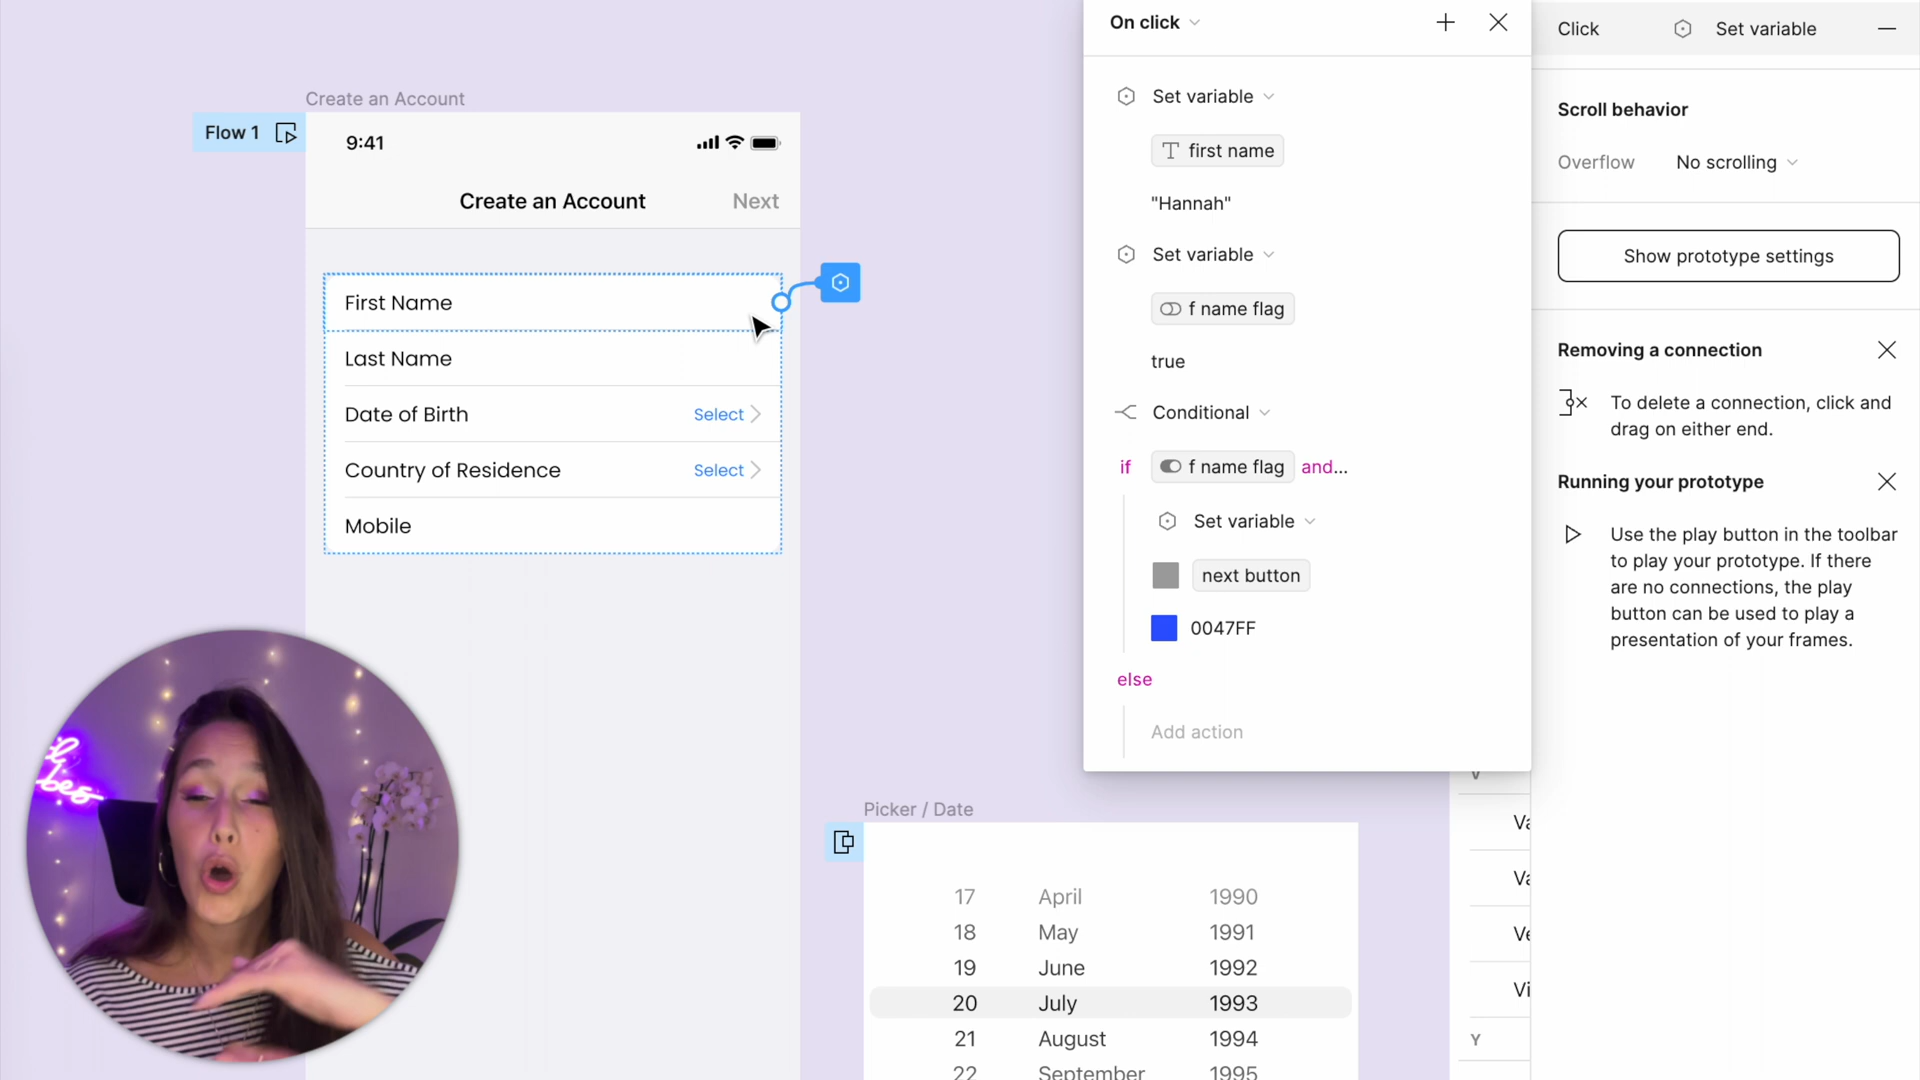 Create an Account
Flow 1
9:41
Create an Account
Next
First Name
Last Name
Date of Birth
Select
Country of Residence
Select
Mobile
On click
Set variable
first name
"Hannah"
Set variable
f name flag
true
Conditional
if
f name flag
and...
Set variable
next button
0047FF
else
Add action
Picker / Date
17 April 1990
18 May 1991
19 June 1992
20 July 1993
21 August 1994
22 September 1995
Y
Click
Set variable
Scroll behavior
Overflow
No scrolling
Show prototype settings
Removing a connection
To delete a connection, click and
drag on either end.
Running your prototype
Use the play button in the toolbar
to play your prototype. If there
are no connections, the play
button can be used to play a
presentation of your frames.